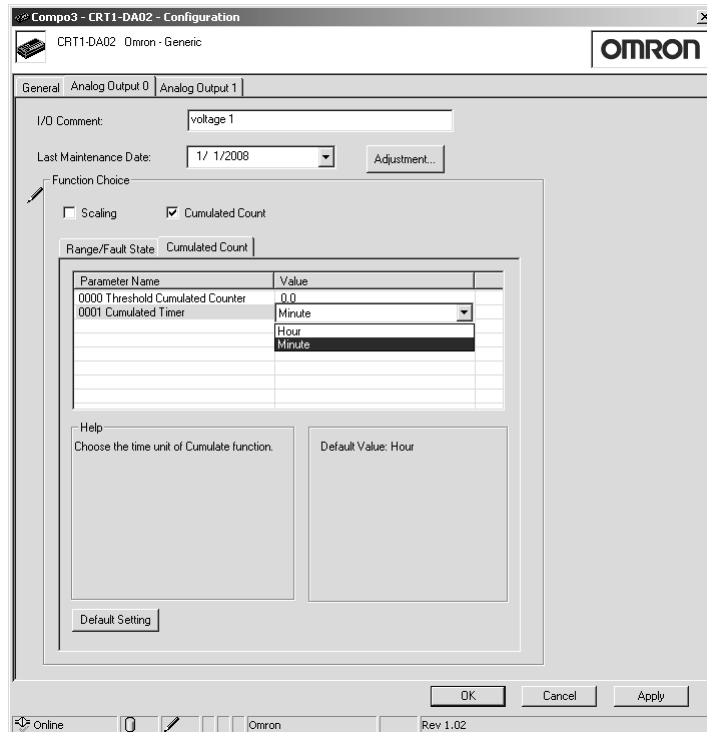 Compo3 - CRT1-DA02 - Configuration
CRT1-DA02 Omron - Generic
OMRON
General Analog Output 0 Analog Output 1
I/O Comment: voltage 1
Last Maintenance Date: 1/ 1/2008 Adjustment...
Function Choice
Scaling Cumulated Count
Range/Fault State Cumulated Count
Parameter Name Value
0000 Threshold Cumulated Counter 0.0
0001 Cumulated Timer Minute
Hour
Minute
Help
Choose the time unit of Cumulate function. Default Value: Hour
Default Setting
OK Cancel Apply
Online Omron Rev 1.02